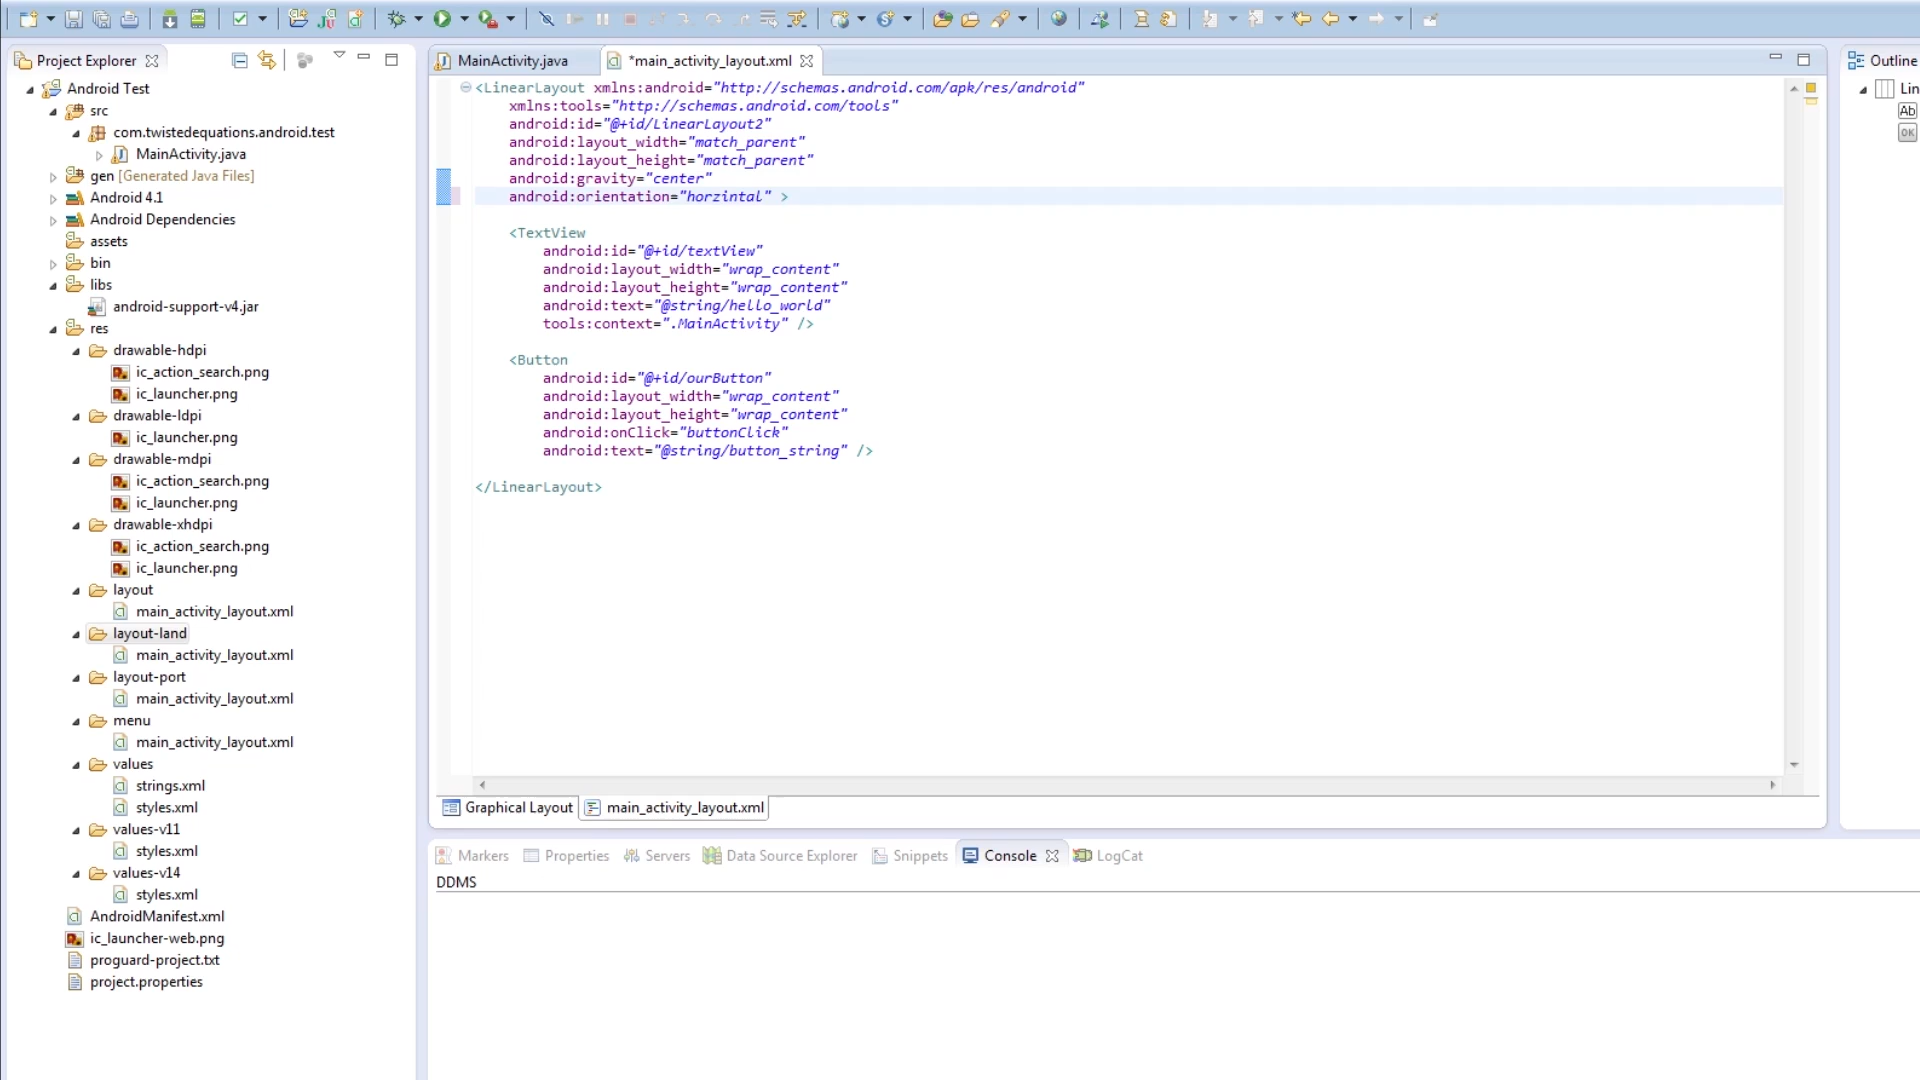 Project Explorer
Android Test
src
com.twistedequations.android.test
MainActivity.java
gen [Generated Java Files]
Android 4.1
Android Dependencies
assets
bin
libs
android-support-v4.jar
res
drawable-hdpi
ic_action_search.png
ic_launcher.png
drawable-ldpi
ic_launcher.png
drawable-mdpi
ic_action_search.png
ic_launcher.png
drawable-xhdpi
ic_action_search.png
ic_launcher.png
layout
main_activity_layout.xml
layout-land
main_activity_layout.xml
layout-port
main_activity_layout.xml
menu
main_activity_layout.xml
values
strings.xml
styles.xml
values-v11
styles.xml
values-v14
styles.xml
AndroidManifest.xml
ic_launcher-web.png
proguard-project.txt
project.properties
MainActivity.java
*main_activity_layout.xml
<LinearLayout xmlns:android="http://schemas.android.com/apk/res/android"
xmlns:tools="http://schemas.android.com/tools"
android:id="@+id/LinearLayout2"
android:layout_width="match_parent"
android:layout_height="match_parent"
android:gravity="center"
android:orientation="horzintal" >
<TextView
android:id="@+id/textView"
android:layout_width="wrap_content"
android:layout_height="wrap_content"
android:text="@string/hello_world"
tools:context=".MainActivity" />
<Button
android:id="@+id/ourButton"
android:layout_width="wrap_content"
android:layout_height="wrap_content"
android:onClick="buttonClick"
android:text="@string/button_string" />
</LinearLayout>
Graphical Layout
main_activity_layout.xml
Markers
Properties
Servers
Data Source Explorer
Snippets
Console
LogCat
DDMS
Outline
Lin
Ab
OK